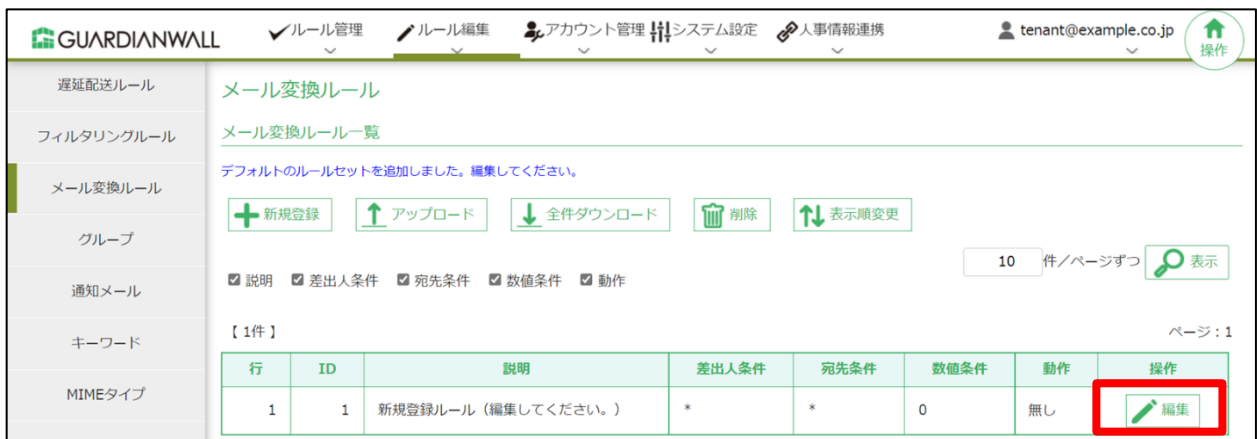 GUARDIANWALL
ルール管理 ルール編集 アカウント管理 システム設定 人事情報連携 tenant@example.co.jp 操作
遅延配送ルール
フィルタリングルール
メール変換ルール
グループ
通知メール
キーワード
MIMEタイプ
メール変換ルール
メール変換ルール一覧
デフォルトのルールセットを追加しました。編集してください。
新規登録 アップロード 全件ダウンロード 削除 表示順変更
10 件/ページずつ 表示
説明 差出人条件 宛先条件 数値条件 動作
【 1件 】 ページ:1
行 ID 説明 差出人条件 宛先条件 数値条件 動作 操作
1 1 新規登録ルール(編集してください。) * * 0 無し 編集